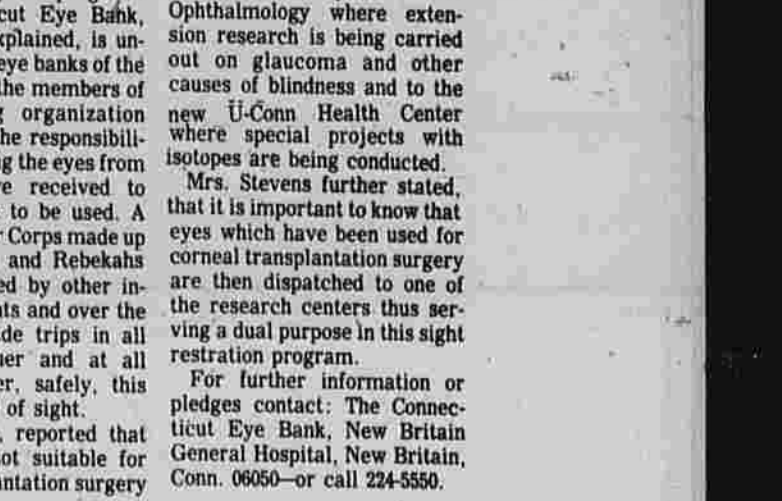 cut Eye Bank,
xplained, is un-
eye banks of the
the members of
organization
he responsibili-
g the eyes from
e received to
to be used. A
Corps made up
and Rebekahs
ed by other in-
ts and over the
de trips in all
er and at all
er, safely, this
of sight.
reported that
ot suitable for
ntation surgery
Ophthalmology where exten-
sion research is being carried
out on glaucoma and other
causes of blindness and to the
new U-Conn Health Center
where special projects with
isotopes are being conducted.
Mrs. Stevens further stated,
that it is important to know that
eyes which have been used for
corneal transplantation surgery
are then dispatched to one of
the research centers thus ser-
ving a dual purpose in this sight
restration program.
For further information or
pledges contact: The Connec-
ticut Eye Bank, New Britain
General Hospital, New Britain,
Conn. 06050—or call 224-5550.